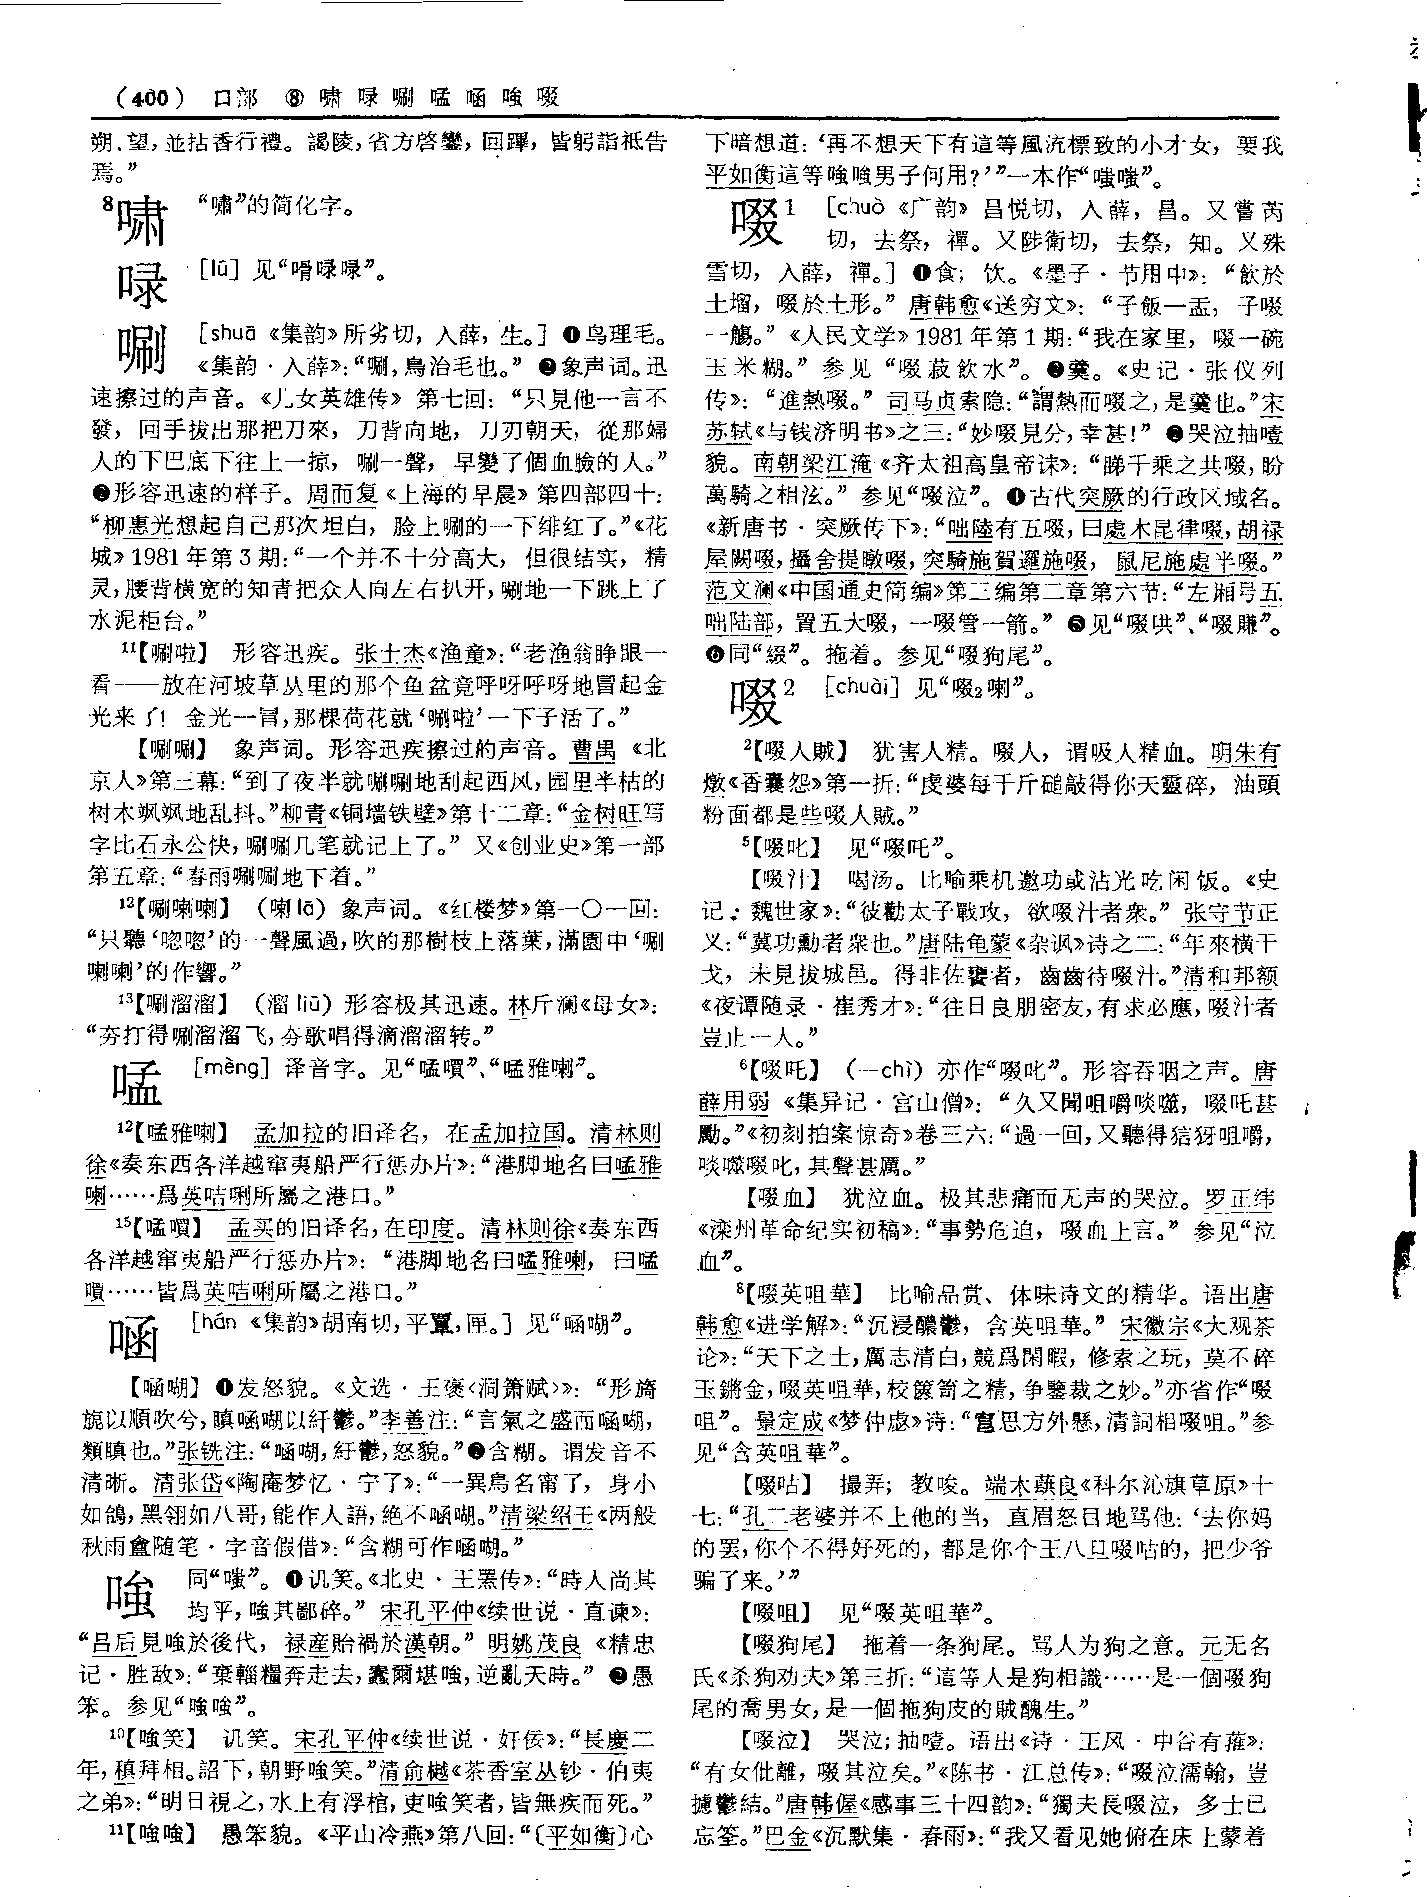 (400) 口部 ⑧ 啸 㖨 唰 㗄 㖤 𠹛 啜
朔、望，並拈香行禮。謁陵，省方啓鑾，回蹕，皆躬詣祗告
焉。”
8啸 “嘯”的简化字。
㖨 [lū] 见“㗇㖨㖨”。
唰 [shuā《集韵》所劣切，入薛，生。] ❶鸟理毛。
《集韵·入薛》：“唰，鳥治毛也。” ❷象声词。迅
速擦过的声音。《儿女英雄传》第七回：“只見他一言不
發，回手拔出那把刀來，刀背向地，刀刃朝天，從那婦
人的下巴底下往上一掠，唰一聲，早變了個血臉的人。”
❸形容迅速的样子。周而复《上海的早晨》第四部四十：
“柳惠光想起自己那次坦白，脸上唰的一下绯红了。”《花
城》1981年第3期：“一个并不十分高大，但很结实，精
灵，腰背横宽的知青把众人向左右扒开，唰地一下跳上了
水泥柜台。”
11【唰啦】 形容迅疾。张士杰《渔童》：“老渔翁睁眼一
看——放在河坡草丛里的那个鱼盆竟呼呀呼呀地冒起金
光来了！金光一冒，那棵荷花就‘唰啦’一下子活了。”
【唰唰】 象声词。形容迅疾擦过的声音。曹禺《北
京人》第三幕：“到了夜半就唰唰地刮起西风，园里半枯的
树木飒飒地乱抖。”柳青《铜墙铁壁》第十二章：“金树旺写
字比石永公快，唰唰几笔就记上了。”又《创业史》第一部
第五章：“春雨唰唰地下着。”
12【唰喇喇】 （喇lā）象声词。《红楼梦》第一〇一回：
“只聽‘唿唿’的一聲風過，吹的那樹枝上落葉，滿園中‘唰
喇喇’的作響。”
13【唰溜溜】 （溜liū）形容极其迅速。林斤澜《母女》：
“夯打得唰溜溜飞，夯歌唱得滴溜溜转。”
[mèng] 译音字。见“𠵼嘪”、“𠵼雅喇”。
12【𠵼雅喇】 孟加拉的旧译名，在孟加拉国。清林则
徐《奏东西各洋越窜夷船严行惩办片》：“港脚地名曰𠵼雅
喇……爲英咭唎所屬之港口。”
15【𠵼嘪】 孟买的旧译名，在印度。清林则徐《奏东西
各洋越窜夷船严行惩办片》：“港脚地名曰𠵼雅喇，曰𠵼
嘪……皆爲英咭唎所屬之港口。”
㖤 [hán《集韵》胡南切，平覃，匣。] 见“㖤㗅”。
【㖤㗅】 ❶发怒貌。《文选·王褒〈洞箫赋〉》：“形旖
旎以順吹兮，瞋㖤㗅以紆鬱。”李善注：“言氣之盛而㖤㗅，
類瞋也。”张铣注：“㖤㗅，紆鬱，怒貌。”❷含糊。谓发音不
清晰。清张岱《陶庵梦忆·宁了》：“一異鳥名甯了，身小
如鴿，黑翎如八哥，能作人語，絶不㖤㗅。”清梁绍壬《两般
秋雨盦随笔·字音假借》：“含糊可作㖤㗅。”
同“嗤”。❶讥笑。《北史·王罴传》：“時人尚其
均平，嗤其鄙碎。”宋孔平仲《续世说·直谏》：
“吕后見嗤於後代，禄産貽禍於漢朝。”明姚茂良《精忠
记·胜敌》：“棄輜糧奔走去，蠢爾堪嗤，逆亂天時。” ❷愚
笨。参见“嗤嗤”。
10【嗤笑】 讥笑。宋孔平仲《续世说·奸佞》：“長慶二
年，稹拜相。詔下，朝野嗤笑。”清俞樾《茶香室丛钞·伯夷
之弟》：“明日視之，水上有浮棺，吏嗤笑者，皆無疾而死。”
11【嗤嗤】 愚笨貌。《平山冷燕》第八回：“〔平如衡〕心
下暗想道：‘再不想天下有這等風流標致的小才女，要我
平如衡這等嗤嗤男子何用？’”一本作“嗤嗤”。
啜1 [chuò《广韵》昌悦切，入薛，昌。又嘗芮
切，去祭，禪。又陟衛切，去祭，知。又殊
雪切，入薛，禪。] ❶食；饮。《墨子·节用中》：“飲於
土塯，啜於土形。”唐韩愈《送穷文》：“子飯一盂，子啜
一觴。”《人民文学》1981年第1期：“我在家里，啜一碗
玉米糊。”参见“啜菽飲水”。❷羹。《史记·张仪列
传》：“進熱啜。”司马贞索隐：“謂熱而啜之，是羹也。”宋
苏轼《与钱济明书》之三：“妙啜見分，幸甚！”❸哭泣抽噎
貌。南朝梁江淹《齐太祖高皇帝诔》：“睇千乘之共啜，盼
萬騎之相泫。”参见“啜泣”。❹古代突厥的行政区域名。
《新唐书·突厥传下》：“咄陸有五啜，曰處木昆律啜，胡禄
屋闕啜，攝舍提暾啜，突騎施賀邏施啜，鼠尼施處半啜。”
范文澜《中国通史简编》第三编第二章第六节：“左厢号五
咄陆部，置五大啜，一啜管一箭。”❺见“啜哄”、“啜賺”。
❻同“綴”。拖着。参见“啜狗尾”。
啜2 [chuài] 见“啜2喇”。
2【啜人賊】 犹害人精。啜人，谓吸人精血。明朱有
燉《香囊怨》第一折：“虔婆每千斤磓敲得你天靈碎，油頭
粉面都是些啜人賊。”
5【啜叱】 见“啜吒”。
【啜汁】 喝汤。比喻乘机邀功或沾光吃闲饭。《史
记·魏世家》：“彼勸太子戰攻，欲啜汁者衆。”张守节正
义：“冀功勳者衆也。”唐陆龟蒙《杂讽》诗之二：“年來横干
戈，未見拔城邑。得非佐饔者，齒齒待啜汁。”清和邦额
《夜谭随录·崔秀才》：“往日良朋密友，有求必應，啜汁者
豈止一人。”
6【啜吒】 （—chì）亦作“啜叱”。形容吞咽之声。唐
薛用弱《集异记·宫山僧》：“久又聞咀嚼啖噬，啜吒甚
勵。”《初刻拍案惊奇》卷三六：“過一回，又聽得狺犽咀嚼，
啖噬啜叱，其聲甚厲。”
【啜血】 犹泣血。极其悲痛而无声的哭泣。罗正纬
《滦州革命纪实初稿》：“事勢危迫，啜血上言。”参见“泣
血”。
8【啜英咀華】 比喻品赏、体味诗文的精华。语出唐
韩愈《进学解》：“沉浸醲鬱，含英咀華。”宋徽宗《大观茶
论》：“天下之士，厲志清白，競爲閑暇，修索之玩，莫不碎
玉鏘金，啜英咀華，校篋笥之精，争鑒裁之妙。”亦省作“啜
咀”。景定成《梦仲虑》诗：“窅思方外懸，清詞相啜咀。”参
见“含英咀華”。
【啜咕】 撮弄；教唆。端木蕻良《科尔沁旗草原》十
七：“孔二老婆并不上他的当，直眉怒目地骂他：‘去你妈
的罢，你个不得好死的，都是你个王八旦啜咕的，把少爷
骗了来。’”
【啜咀】 见“啜英咀華”。
【啜狗尾】 拖着一条狗尾。骂人为狗之意。元无名
氏《杀狗劝夫》第三折：“這等人是狗相識……是一個啜狗
尾的喬男女，是一個拖狗皮的賊醜生。”
【啜泣】 哭泣；抽噎。语出《诗·王风·中谷有蓷》：
“有女仳離，啜其泣矣。”《陈书·江总传》：“啜泣濡翰，豈
攄鬱結。”唐韩偓《感事三十四韵》：“獨夫長啜泣，多士已
忘筌。”巴金《沉默集·春雨》：“我又看见她俯在床上蒙着